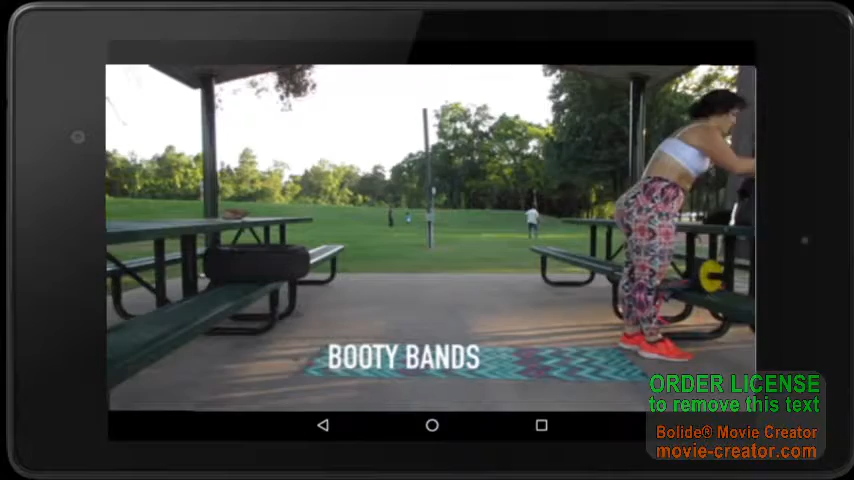 BOOTY BANDS
ORDER LICENSE
to remove this text
Bolide® Movie Creator
movie-creator.com